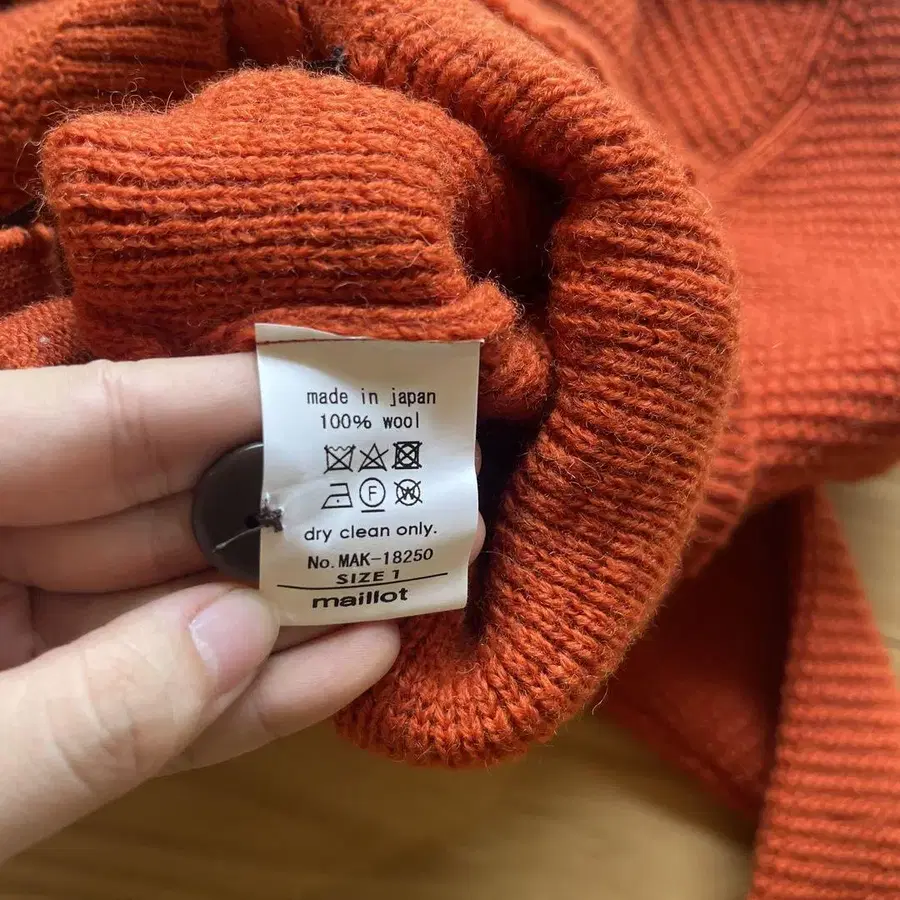 made in japan
100% wool
F W
dry clean only.
No. MAK-18250
SIZE 1
maillot